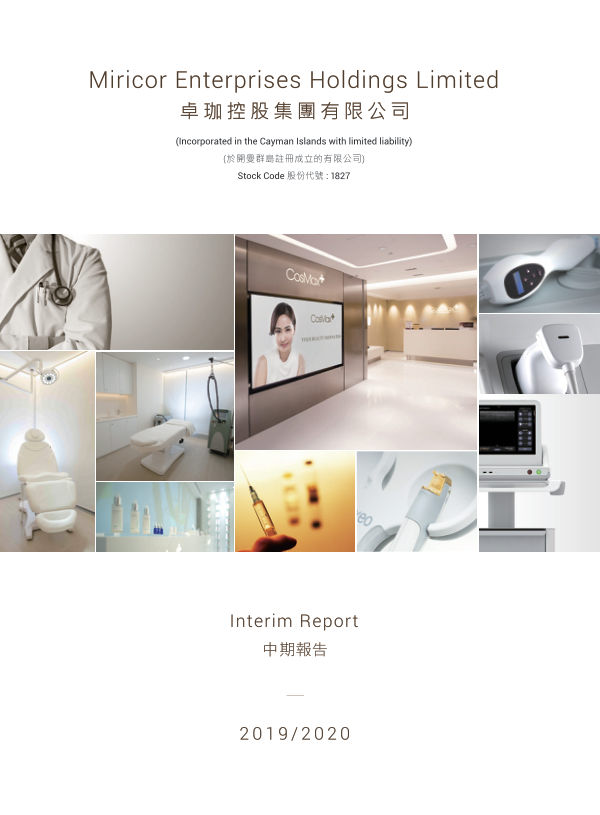 Miricor Enterprises Holdings Limited
卓珈控股集團有限公司
(Incorporated in the Cayman Islands with limited liability)
(於開曼群島註冊成立的有限公司)
Stock Code 股份代號 : 1827
CosMax+
CosMax+
Interim Report
中期報告
2019/2020